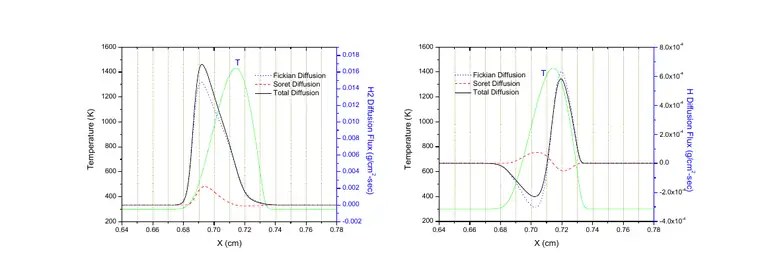 1600
1400
1200
1000
800
600
400
200
Temperature (K)
0.64
0.66
0.68
0.70
0.72
0.74
0.76
0.78
X (cm)
T
Fickian Diffusion
Soret Diffusion
Total Diffusion
0.018
0.016
0.014
0.012
0.010
0.008
0.006
0.004
0.002
0.000
-0.002
H2 Diffusion Flux (g/cm²-sec)
1600
1400
1200
1000
800
600
400
200
Temperature (K)
0.64
0.66
0.68
0.70
0.72
0.74
0.76
0.78
X (cm)
T
Fickian Diffusion
Soret Diffusion
Total Diffusion
8.0x10⁻⁴
6.0x10⁻⁴
4.0x10⁻⁴
2.0x10⁻⁴
0.0
-2.0x10⁻⁴
-4.0x10⁻⁴
H Diffusion Flux (g/cm²-sec)